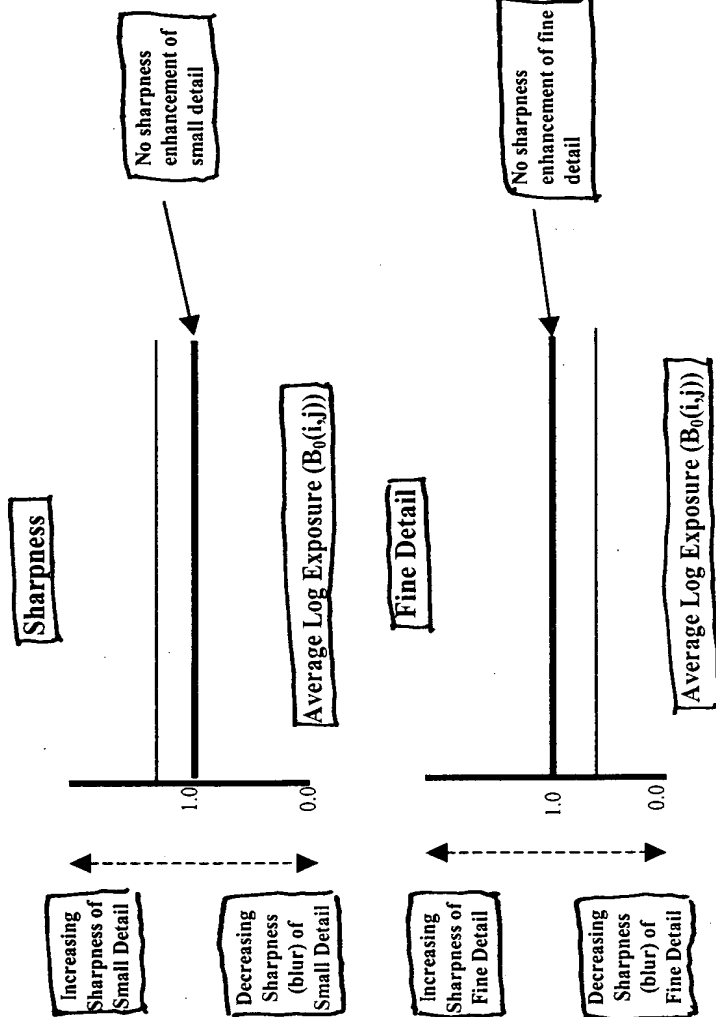 Sharpness
Increasing
Sharpness of
Small Detail
Decreasing
Sharpness
(blur) of
Small Detail
1.0
0.0
No sharpness
enhancement of
small detail
Average Log Exposure (B₀(i,j))
Fine Detail
Increasing
Sharpness of
Fine Detail
Decreasing
Sharpness
(blur) of
Fine Detail
1.0
0.0
No sharpness
enhancement of fine
detail
Average Log Exposure (B₀(i,j))